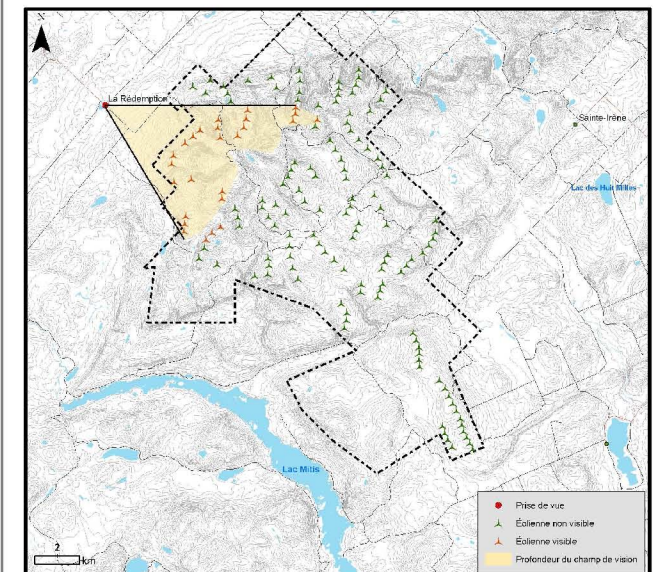 N
La Rédemption
Sainte-Irène
Lac des Huit Milles
Lac Mitis
2
Km
Prise de vue
Éolienne non visible
Éolienne visible
Profondeur du champ de vision